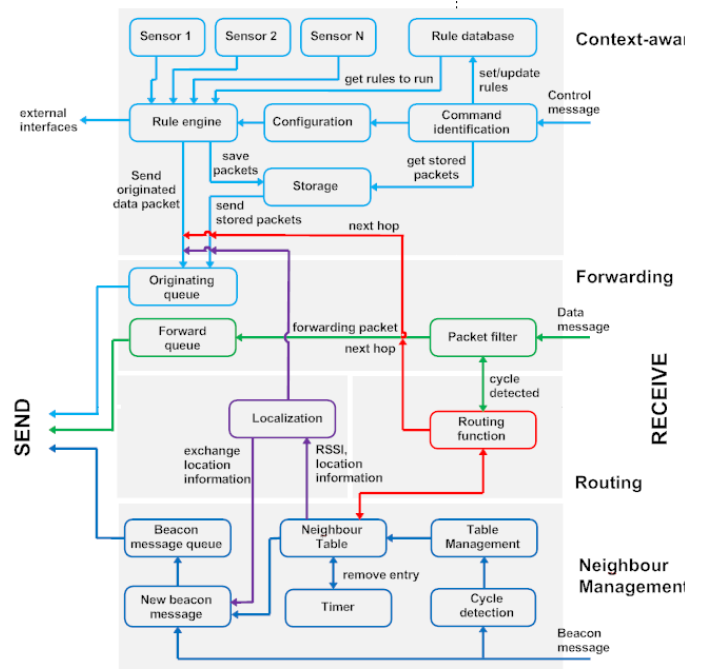 Sensor 1
Sensor 2
Sensor N
Rule database
Context-awar
get rules to run
set/update
rules
Control
message
external
interfaces
Rule engine
Configuration
Command
identification
save
packets
get stored
packets
Send
originated
data packet
Storage
send
stored packets
next hop
Forwarding
Originating
queue
Data
message
Forward
queue
forwarding packet
next hop
Packet filter
cycle
detected
SEND
RECEIVE
Localization
Routing
function
exchange
location
information
RSSI,
location
information
Routing
Beacon
message queue
Neighbour
Table
Table
Management
Neighbour
Management
remove entry
New beacon
message
Timer
Cycle
detection
Beacon
message